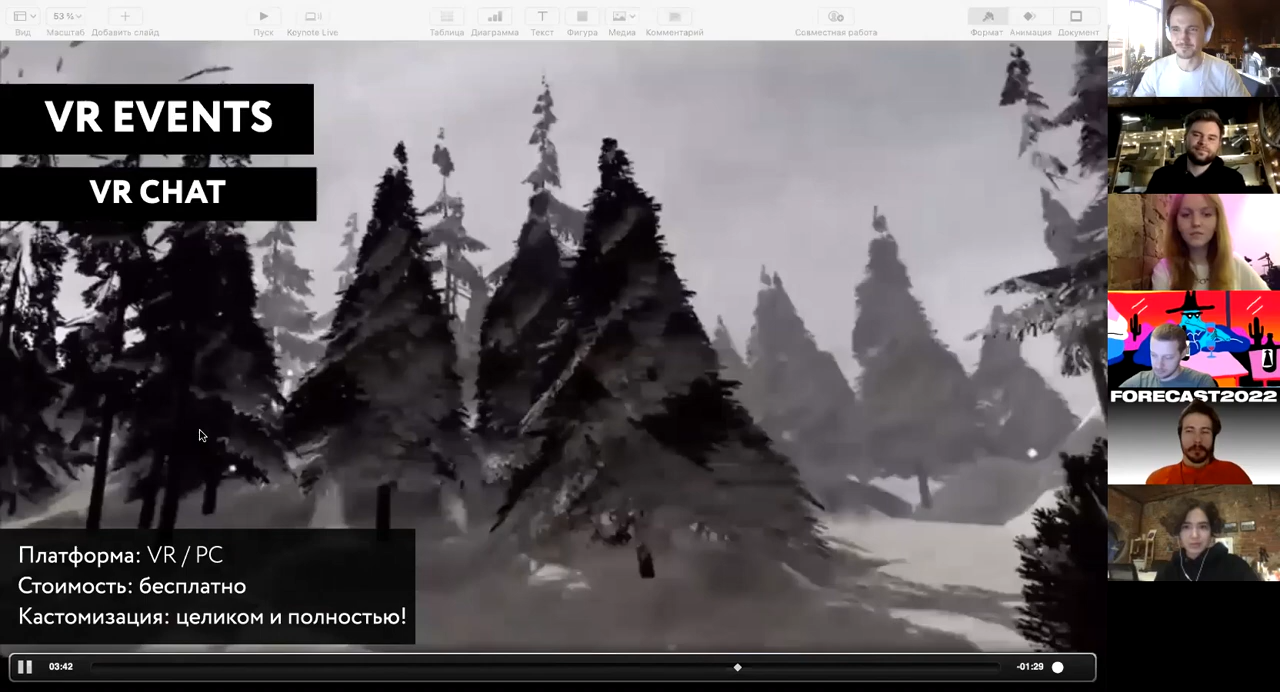 53 %
Вид
Масштаб
Добавить слайд
Пуск
Keynote Live
Таблица
Диаграмма
Текст
Фигура
Медиа
Комментарий
Совместная работа
Формат
Анимация
Документ
VR EVENTS
VR CHAT
Платформа: VR / PC
Стоимость: бесплатно
Кастомизация: целиком и полностью!
03:42
-01:29
FORECAST2022